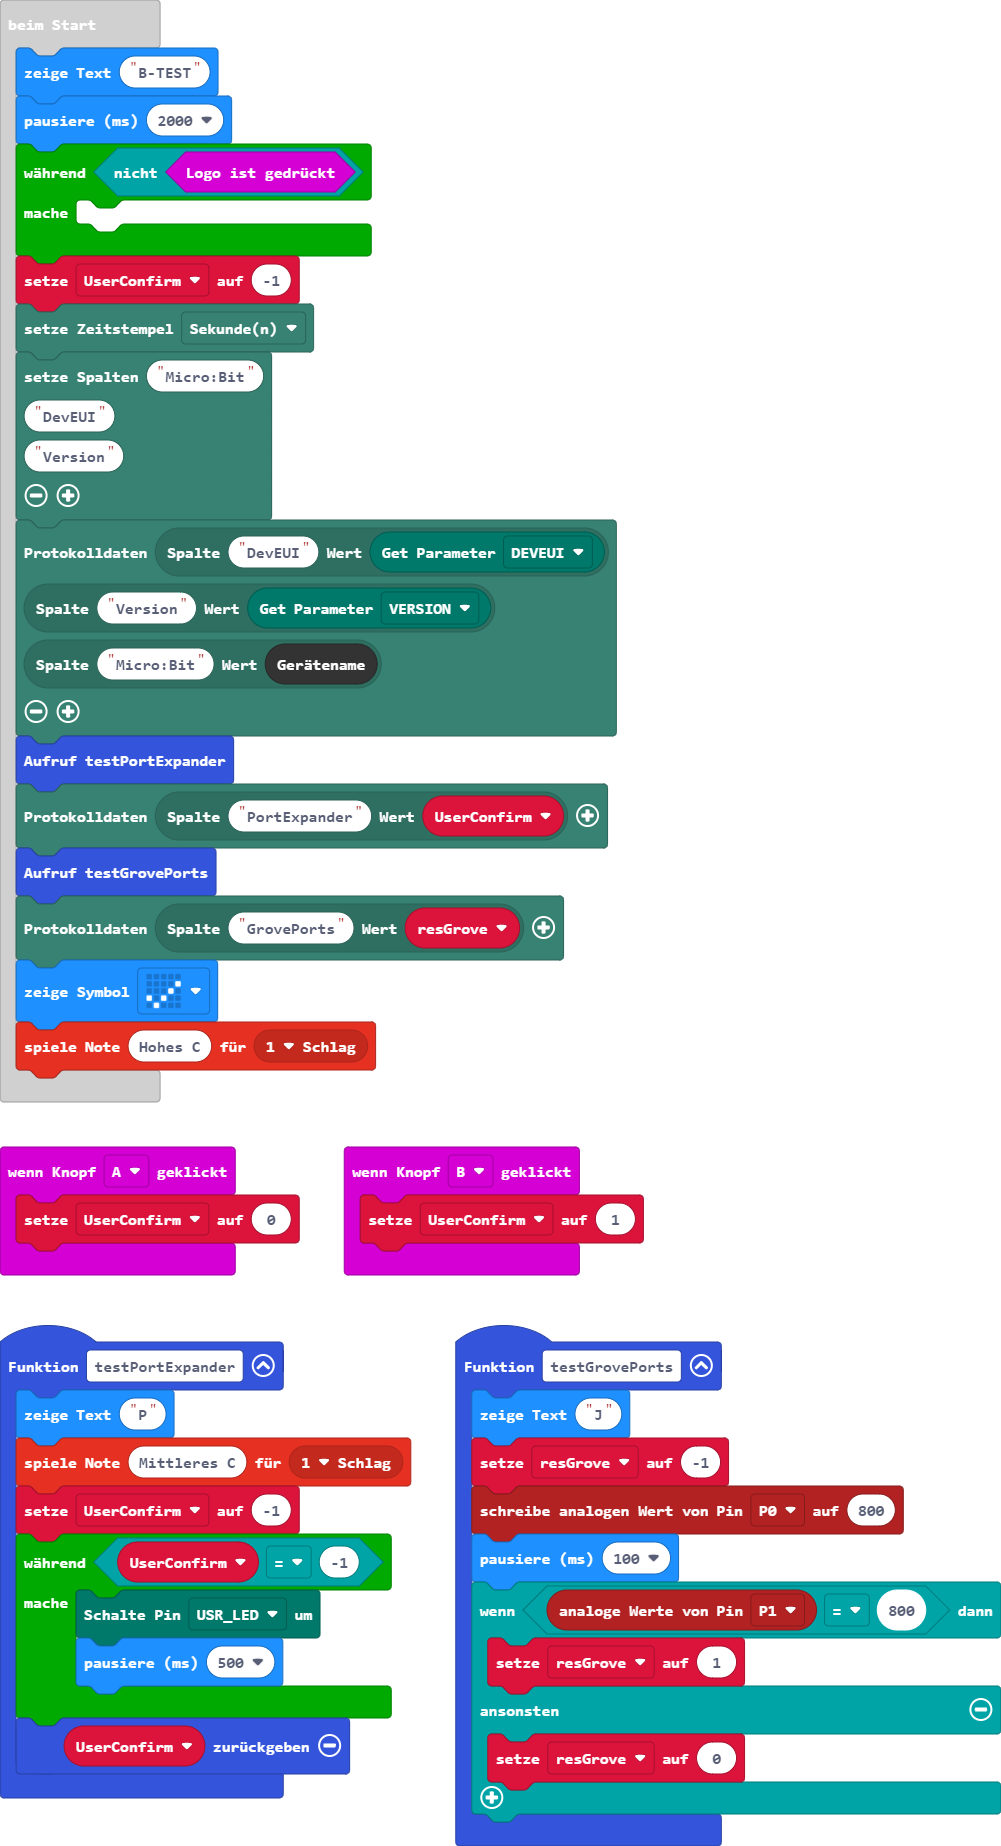 beim Start
zeige Text "B-TEST"
pausiere (ms) 2000
während nicht Logo ist gedrückt
mache
setze UserConfirm auf -1
setze Zeitstempel Sekunde(n)
setze Spalten "Micro:Bit"
"DevEUI"
"Version"
Protokolldaten Spalte "DevEUI" Wert Get Parameter DEVEUI
Spalte "Version" Wert Get Parameter VERSION
Spalte "Micro:Bit" Wert Gerätename
Aufruf testPortExpander
Protokolldaten Spalte "PortExpander" Wert UserConfirm
Aufruf testGrovePorts
Protokolldaten Spalte "GrovePorts" Wert resGrove
zeige Symbol
spiele Note Hohes C für 1 Schlag
wenn Knopf A geklickt
setze UserConfirm auf 0
wenn Knopf B geklickt
setze UserConfirm auf 1
Funktion testPortExpander
zeige Text "P"
spiele Note Mittleres C für 1 Schlag
setze UserConfirm auf -1
während UserConfirm = -1
mache Schalte Pin USR_LED um
pausiere (ms) 500
UserConfirm zurückgeben
Funktion testGrovePorts
zeige Text "J"
setze resGrove auf -1
schreibe analogen Wert von Pin P0 auf 800
pausiere (ms) 100
wenn analoge Werte von Pin P1 = 800 dann
setze resGrove auf 1
ansonsten
setze resGrove auf 0